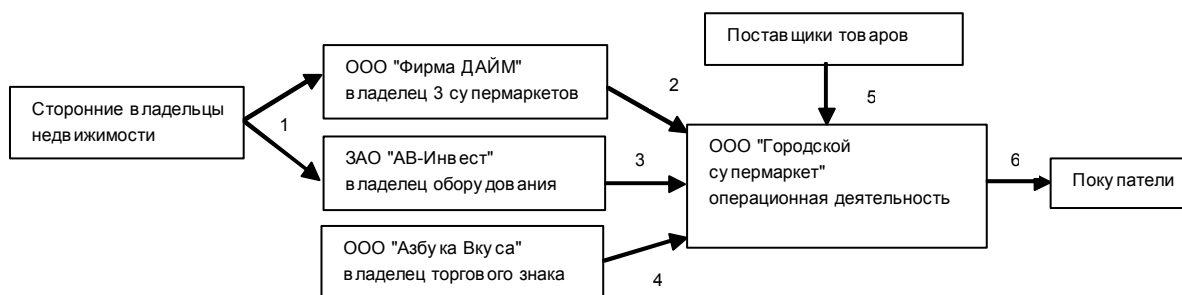 Поставщики товаров
ООО "Фирма ДАЙМ"
владелец 3 супермаркетов
2
5
Сторонние владельцы
недвижимости
1
ЗАО "АВ-Инвест"
владелец оборудования
3
ООО "Городской
супермаркет"
операционная деятельность
6
Покупатели
ООО "Азбука Вкуса"
владелец торгового знака
4